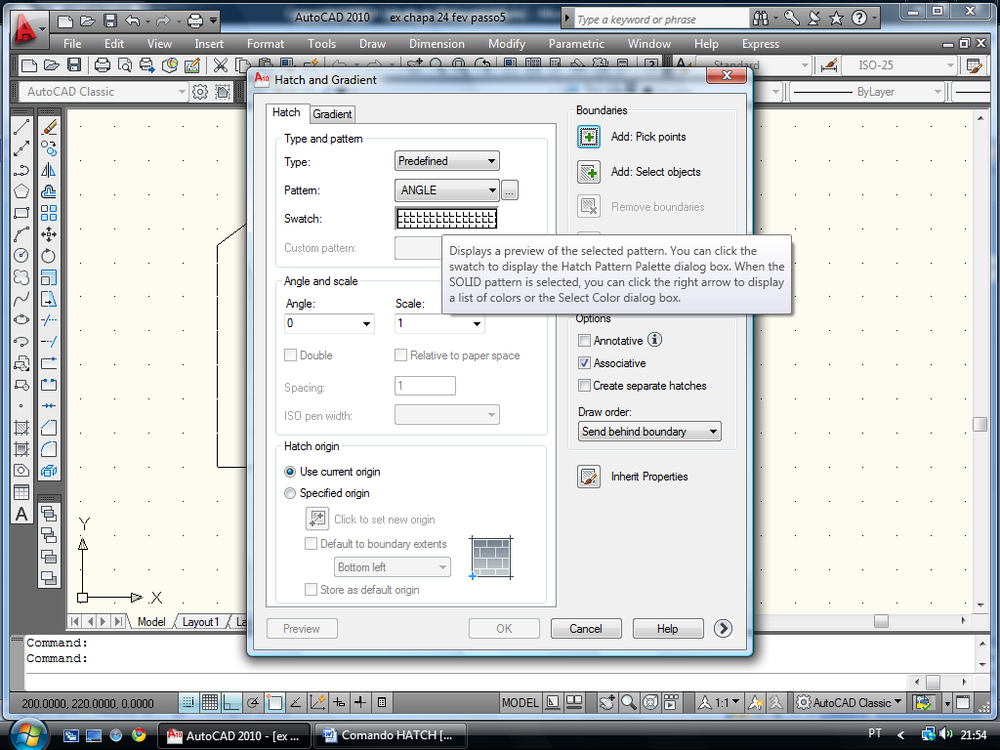 AutoCAD 2010 ex chapa 24 fev passo5
Type a keyword or phrase
File Edit View Insert Format Tools Draw Dimension Modify Parametric Window Help Express
Standard
ISO-25
AutoCAD Classic
ByLayer
A10 Hatch and Gradient
Hatch Gradient
Type and pattern
Type: Predefined
Pattern: ANGLE ...
Swatch:
Custom pattern:
Angle and scale
Angle: Scale:
0 1
Double Relative to paper space
Spacing: 1
ISO pen width:
Hatch origin
Use current origin
Specified origin
Click to set new origin
Default to boundary extents
Bottom left
Store as default origin
Boundaries
Add: Pick points
Add: Select objects
Remove boundaries
Displays a preview of the selected pattern. You can click the
swatch to display the Hatch Pattern Palette dialog box. When the
SOLID pattern is selected, you can click the right arrow to display
a list of colors or the Select Color dialog box.
Options
Annotative
Associative
Create separate hatches
Draw order:
Send behind boundary
Inherit Properties
Preview OK Cancel Help
A
Y
X
Model Layout1 La
Command:
Command:
200.0000, 220.0000, 0.0000 MODEL 1:1 AutoCAD Classic
AutoCAD 2010 - [ex ... Comando HATCH [... PT 21:54